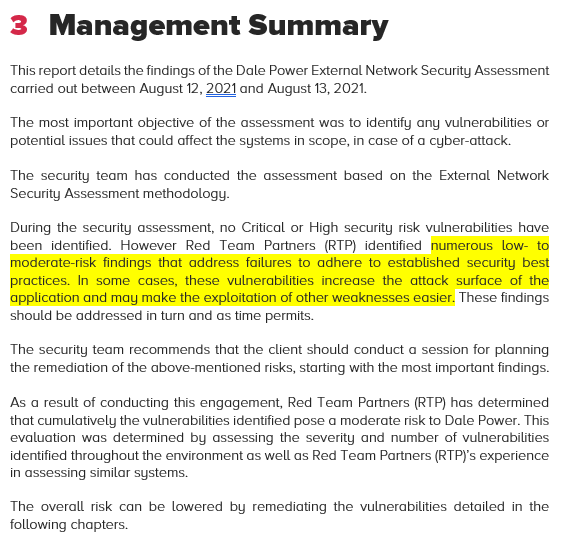 3 Management Summary
This report details the findings of the Dale Power External Network Security Assessment
carried out between August 12, 2021 and August 13, 2021.
The most important objective of the assessment was to identify any vulnerabilities or
potential issues that could affect the systems in scope, in case of a cyber-attack.
The security team has conducted the assessment based on the External Network
Security Assessment methodology.
During the security assessment, no Critical or High security risk vulnerabilities have
been identified. However Red Team Partners (RTP) identified numerous low- to
moderate-risk findings that address failures to adhere to established security best
practices. In some cases, these vulnerabilities increase the attack surface of the
application and may make the exploitation of other weaknesses easier. These findings
should be addressed in turn and as time permits.
The security team recommends that the client should conduct a session for planning
the remediation of the above-mentioned risks, starting with the most important findings.
As a result of conducting this engagement, Red Team Partners (RTP) has determined
that cumulatively the vulnerabilities identified pose a moderate risk to Dale Power. This
evaluation was determined by assessing the severity and number of vulnerabilities
identified throughout the environment as well as Red Team Partners (RTP)'s experience
in assessing similar systems.
The overall risk can be lowered by remediating the vulnerabilities detailed in the
following chapters.